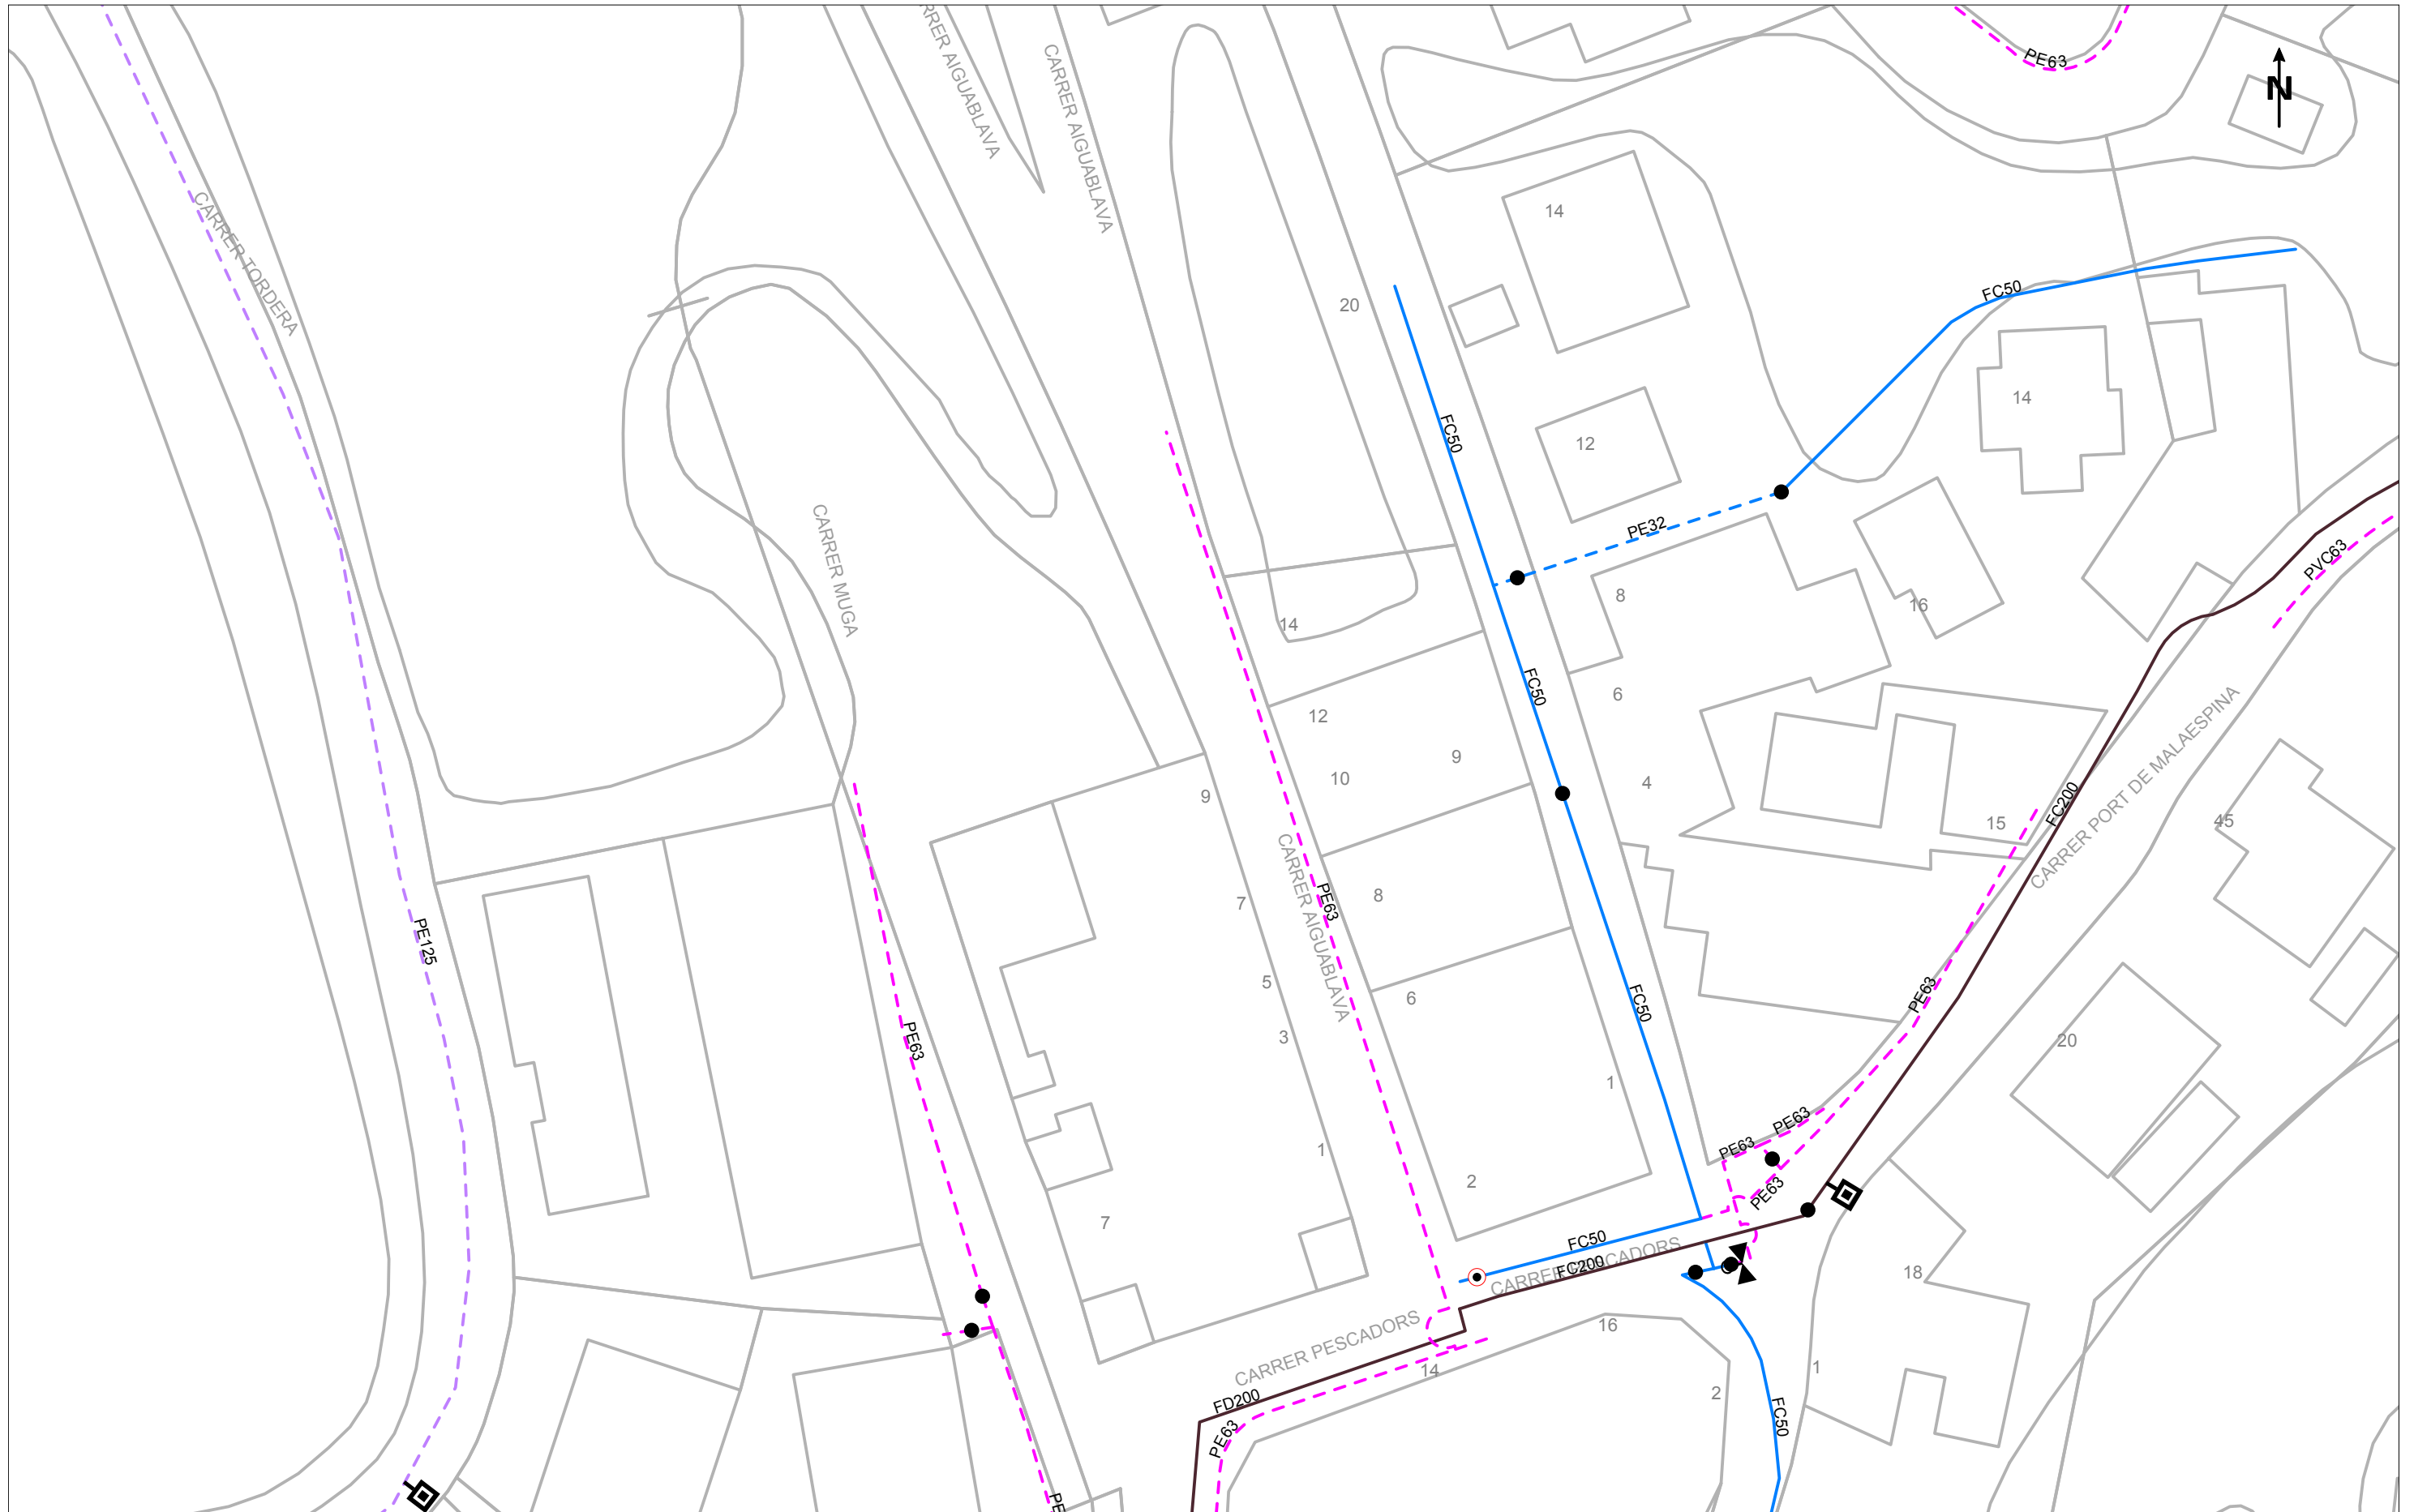 CARRER AIGUABLAVA
CARRER AIGUABLAVA
PE63
N
CARRER TORDERA
14
FC50
20
14
FC50
12
CARRER MUGA
PE32
PVC63
8
16
14
6
FC50
12
9
10
4
9
CARRER PORT DE MALAESPINA
FC200
15
45
CARRER AIGUABLAVA
PE63
8
7
PE125
5
6
FC50
PE63
3
PE63
20
1
1
PE63
PE63
2
PE63
7
FC50
CARRER PESCADORS
FC200
18
CARRER PESCADORS
16
14
1
2
FD200
FC50
PE63